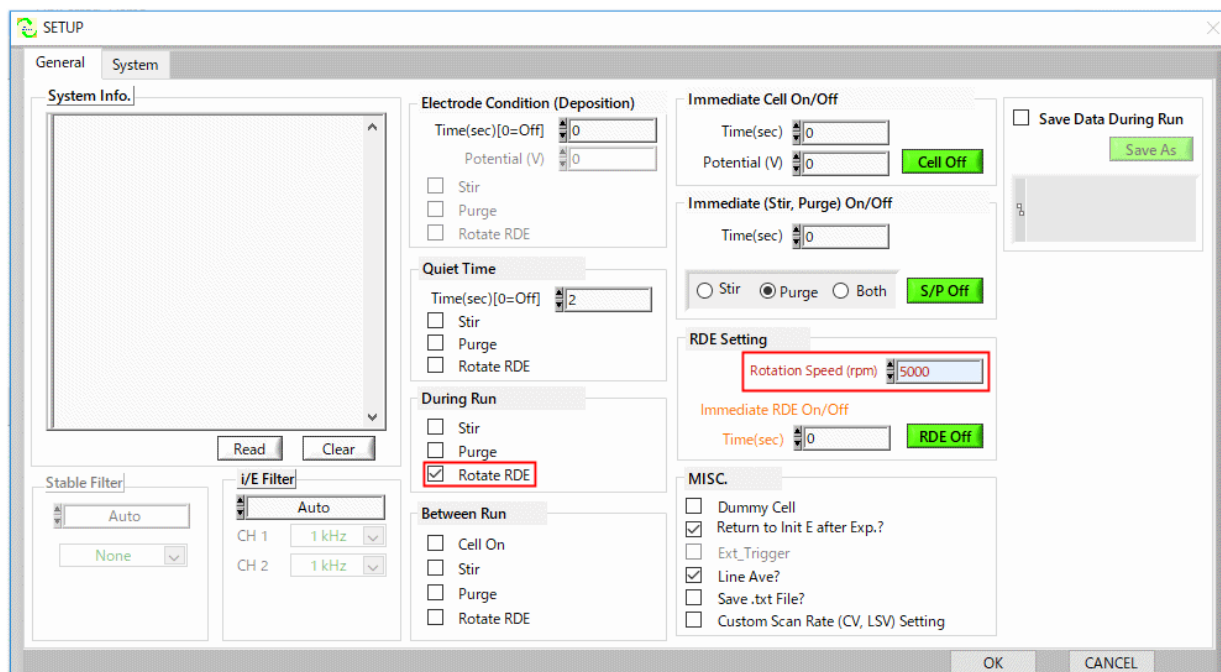 SETUP
General
System
System Info.
Read
Clear
Stable Filter
Auto
None
i/E Filter
Auto
CH 1
1 kHz
CH 2
1 kHz
Electrode Condition (Deposition)
Time(sec)[0=Off]
0
Potential (V)
0
Stir
Purge
Rotate RDE
Quiet Time
Time(sec)[0=Off]
2
Stir
Purge
Rotate RDE
During Run
Stir
Purge
Rotate RDE
Between Run
Cell On
Stir
Purge
Rotate RDE
Immediate Cell On/Off
Time(sec)
0
Potential (V)
0
Cell Off
Immediate (Stir, Purge) On/Off
Time(sec)
0
Stir
Purge
Both
S/P Off
RDE Setting
Rotation Speed (rpm)
5000
Immediate RDE On/Off
Time(sec)
0
RDE Off
MISC.
Dummy Cell
Return to Init E after Exp.?
Ext_Trigger
Line Ave?
Save .txt File?
Custom Scan Rate (CV, LSV) Setting
Save Data During Run
Save As
OK
CANCEL